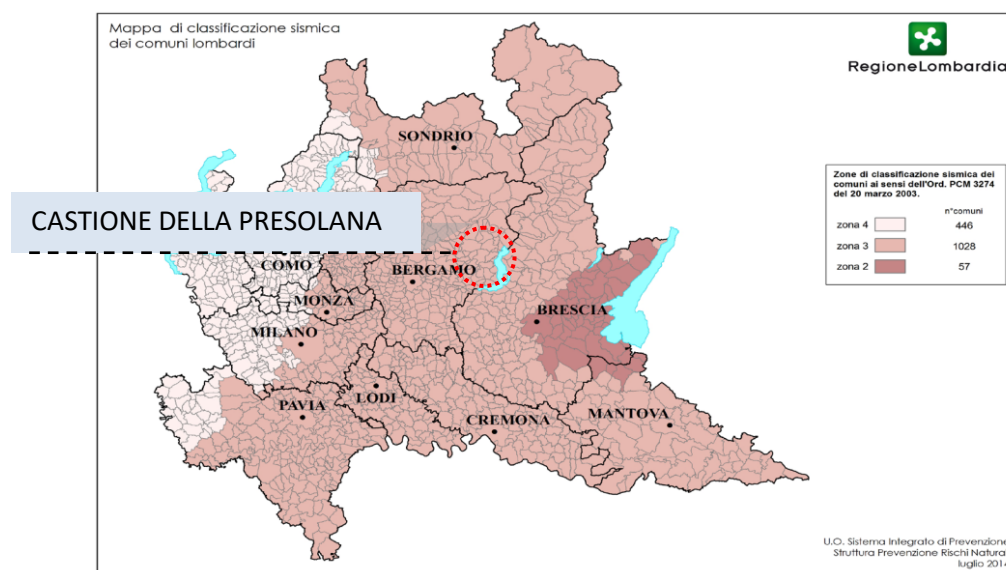 Mappa di classificazione sismica
dei comuni lombardi
RegioneLombardia
SONDRIO
Zone di classificazione sismica dei
comuni ai sensi dell'Ord. PCM 3274
del 20 marzo 2003.
n°comuni
zona 4 446
zona 3 1028
zona 2 57
CASTIONE DELLA PRESOLANA
COMO
BERGAMO
MONZA
BRESCIA
MILANO
LODI
PAVIA
CREMONA
MANTOVA
U.O. Sistema Integrato di Prevenzione
Struttura Prevenzione Rischi Natural
luglio 2014